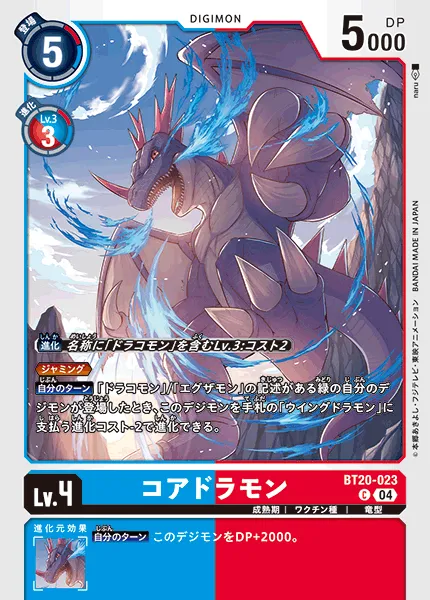 DIGIMON
登場
5
DP
5000
進化
Lv.3
3
naru
進化 名称に「ドラコモン」を含むLv.3:コスト2
ジャミング
自分のターン 「ドラコモン」/「エグザモン」の記述がある緑の自分のデ
ジモンが登場したとき、このデジモンを手札の「ウイングドラモン」に
支払う進化コスト-2で進化できる。
© 本郷あきよし・フジテレビ・東映アニメーション BANDAI MADE IN JAPAN
Lv.4
コアドラモン
BT20-023
C 04
成熟期 | ワクチン種 | 竜型
進化元効果
自分のターン このデジモンをDP+2000。